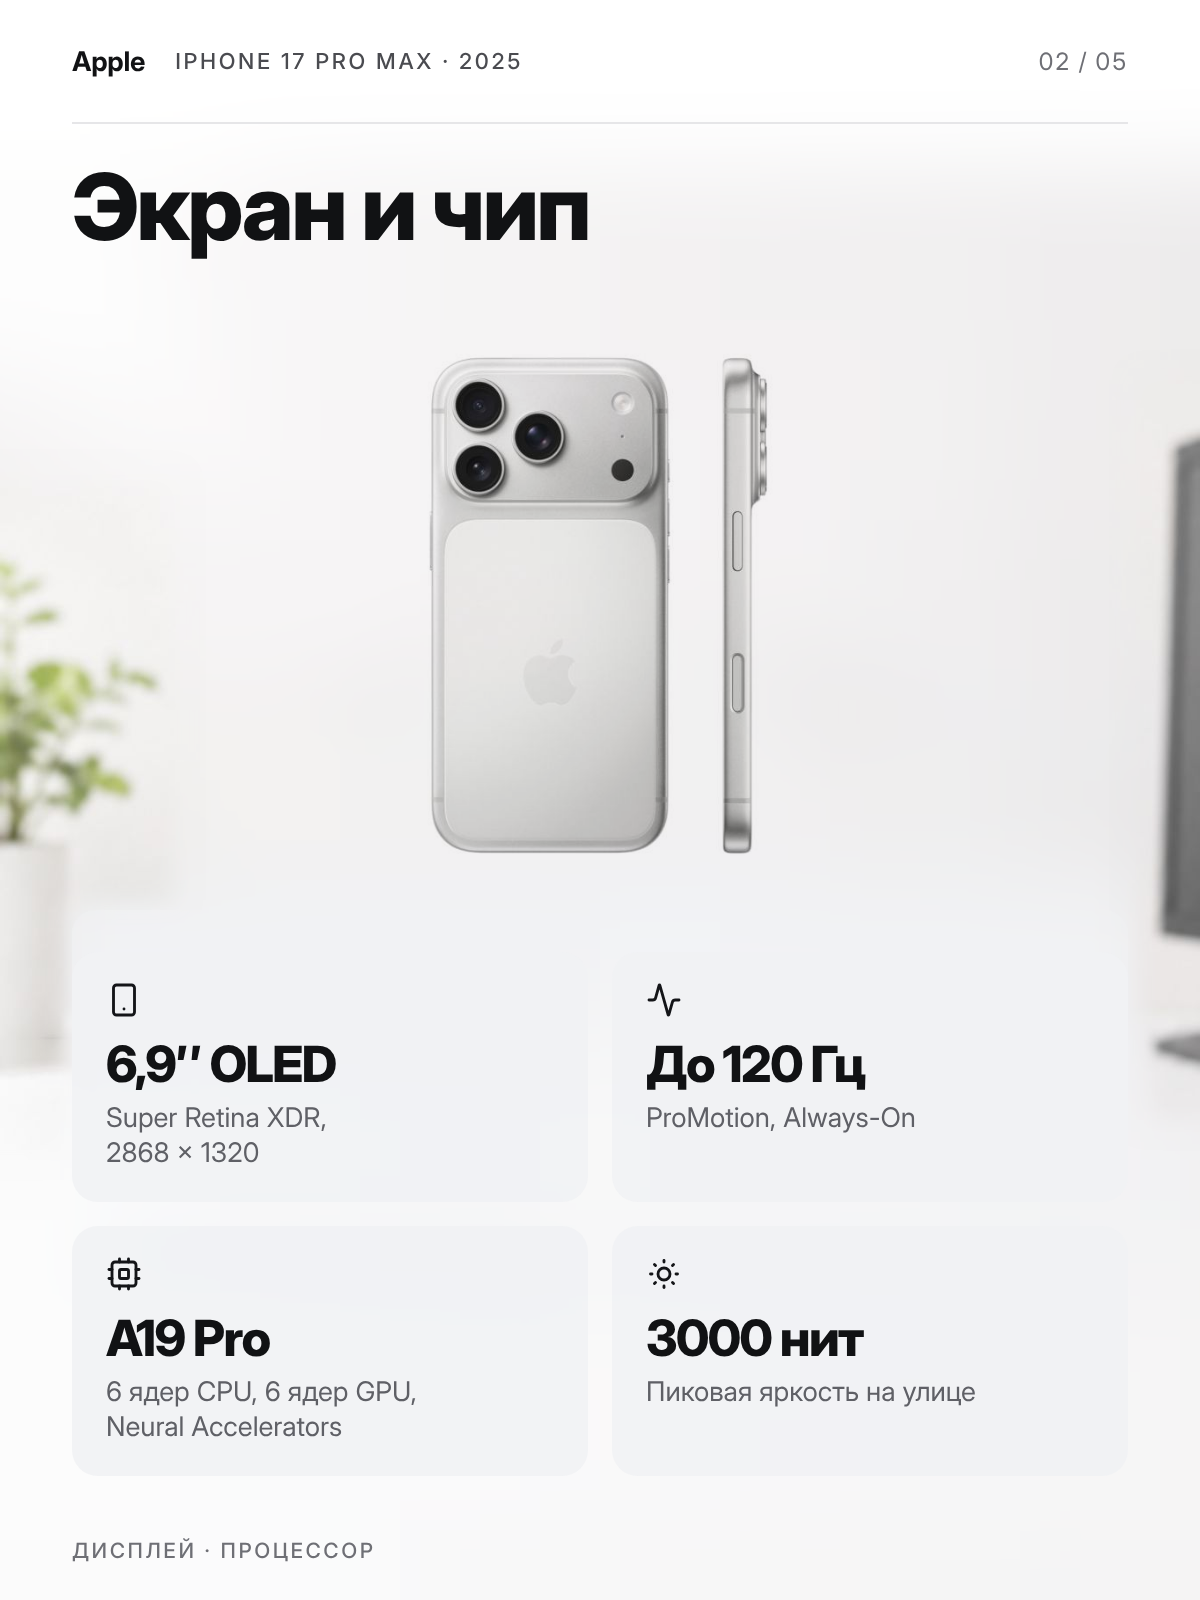 Apple IPHONE 17 PRO MAX · 2025 02 / 05
Экран и чип
6,9″ OLED
Super Retina XDR,
2868 × 1320
До 120 Гц
ProMotion, Always-On
A19 Pro
6 ядер CPU, 6 ядер GPU,
Neural Accelerators
3000 нит
Пиковая яркость на улице
ДИСПЛЕЙ · ПРОЦЕССОР